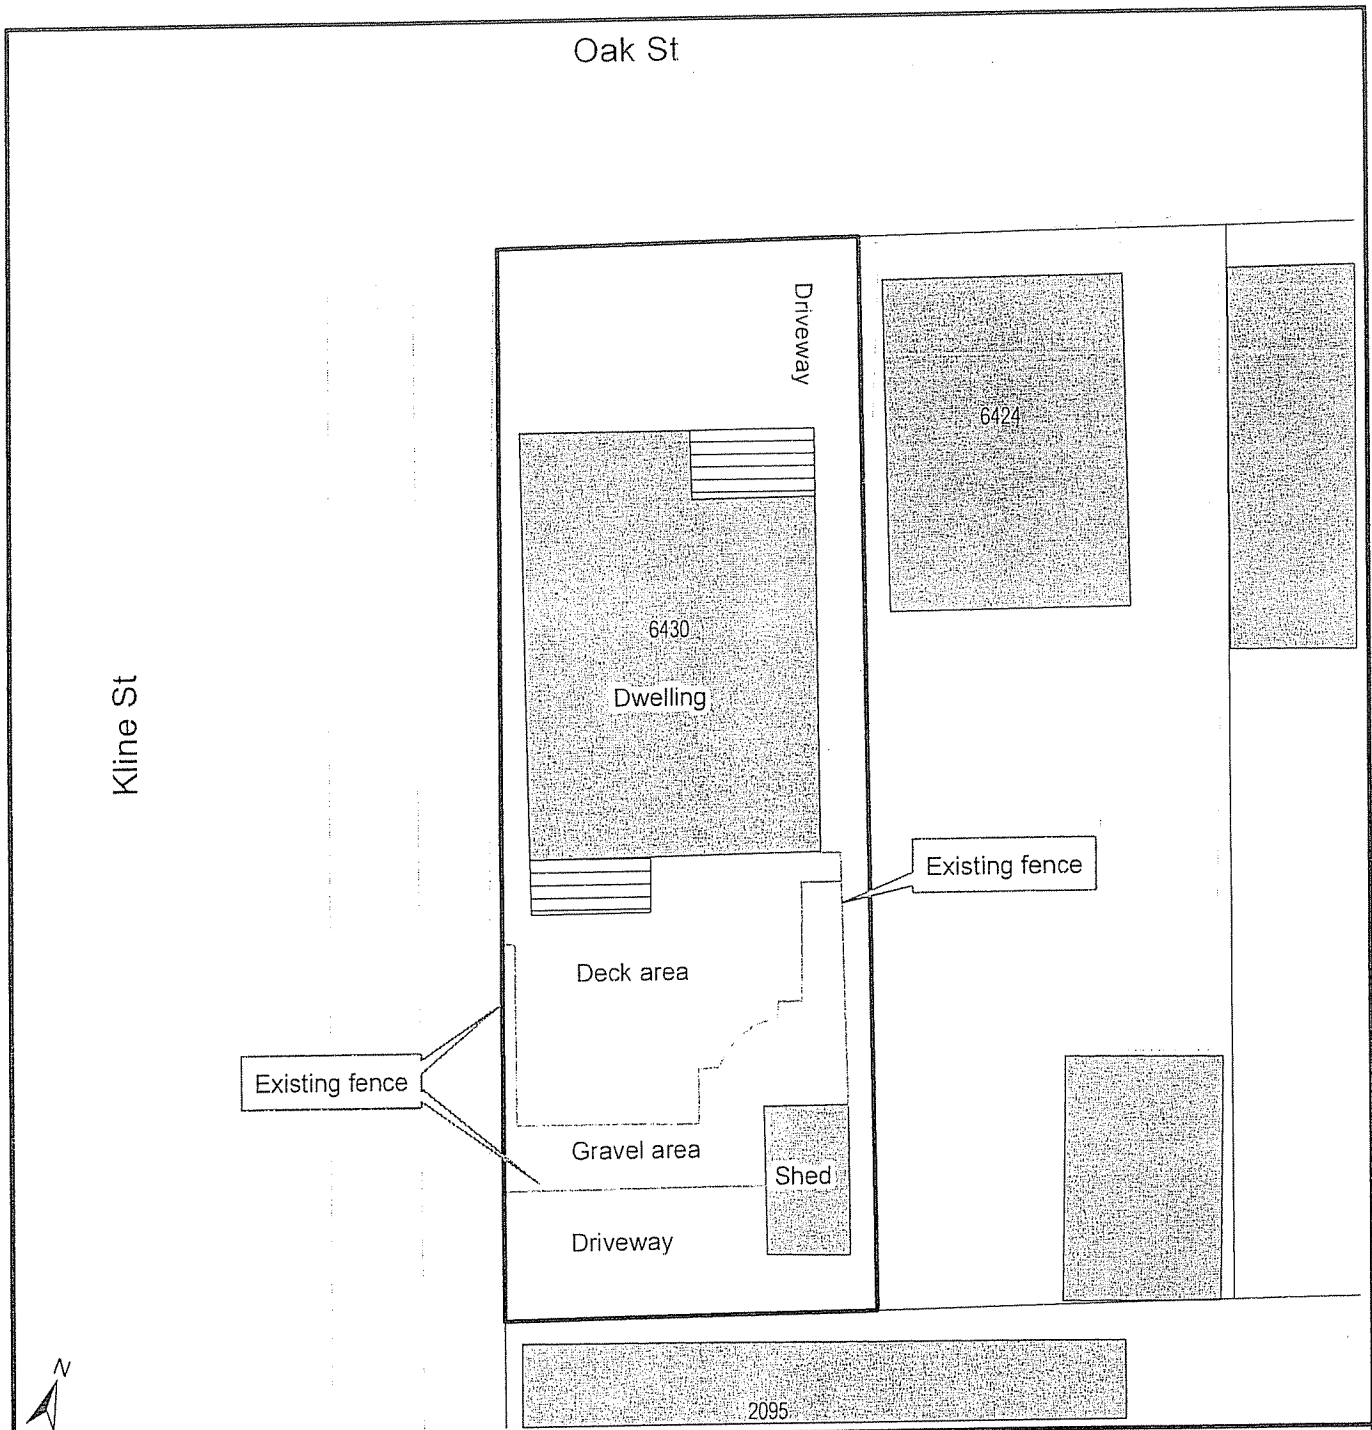 Oak St
Driveway
6424
6430
Kline St
Dwelling
Existing fence
Deck area
Existing fence
Gravel area
Shed
Driveway
N
2095